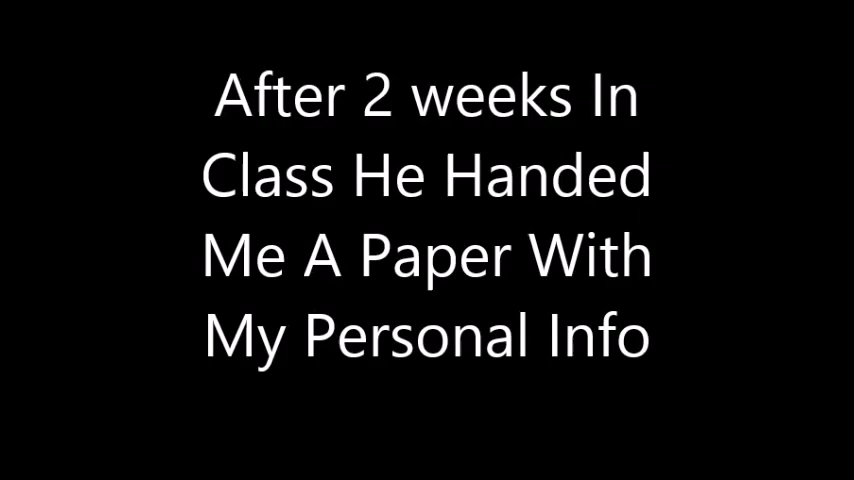 After 2 weeks In
Class He Handed
Me A Paper With
My Personal Info